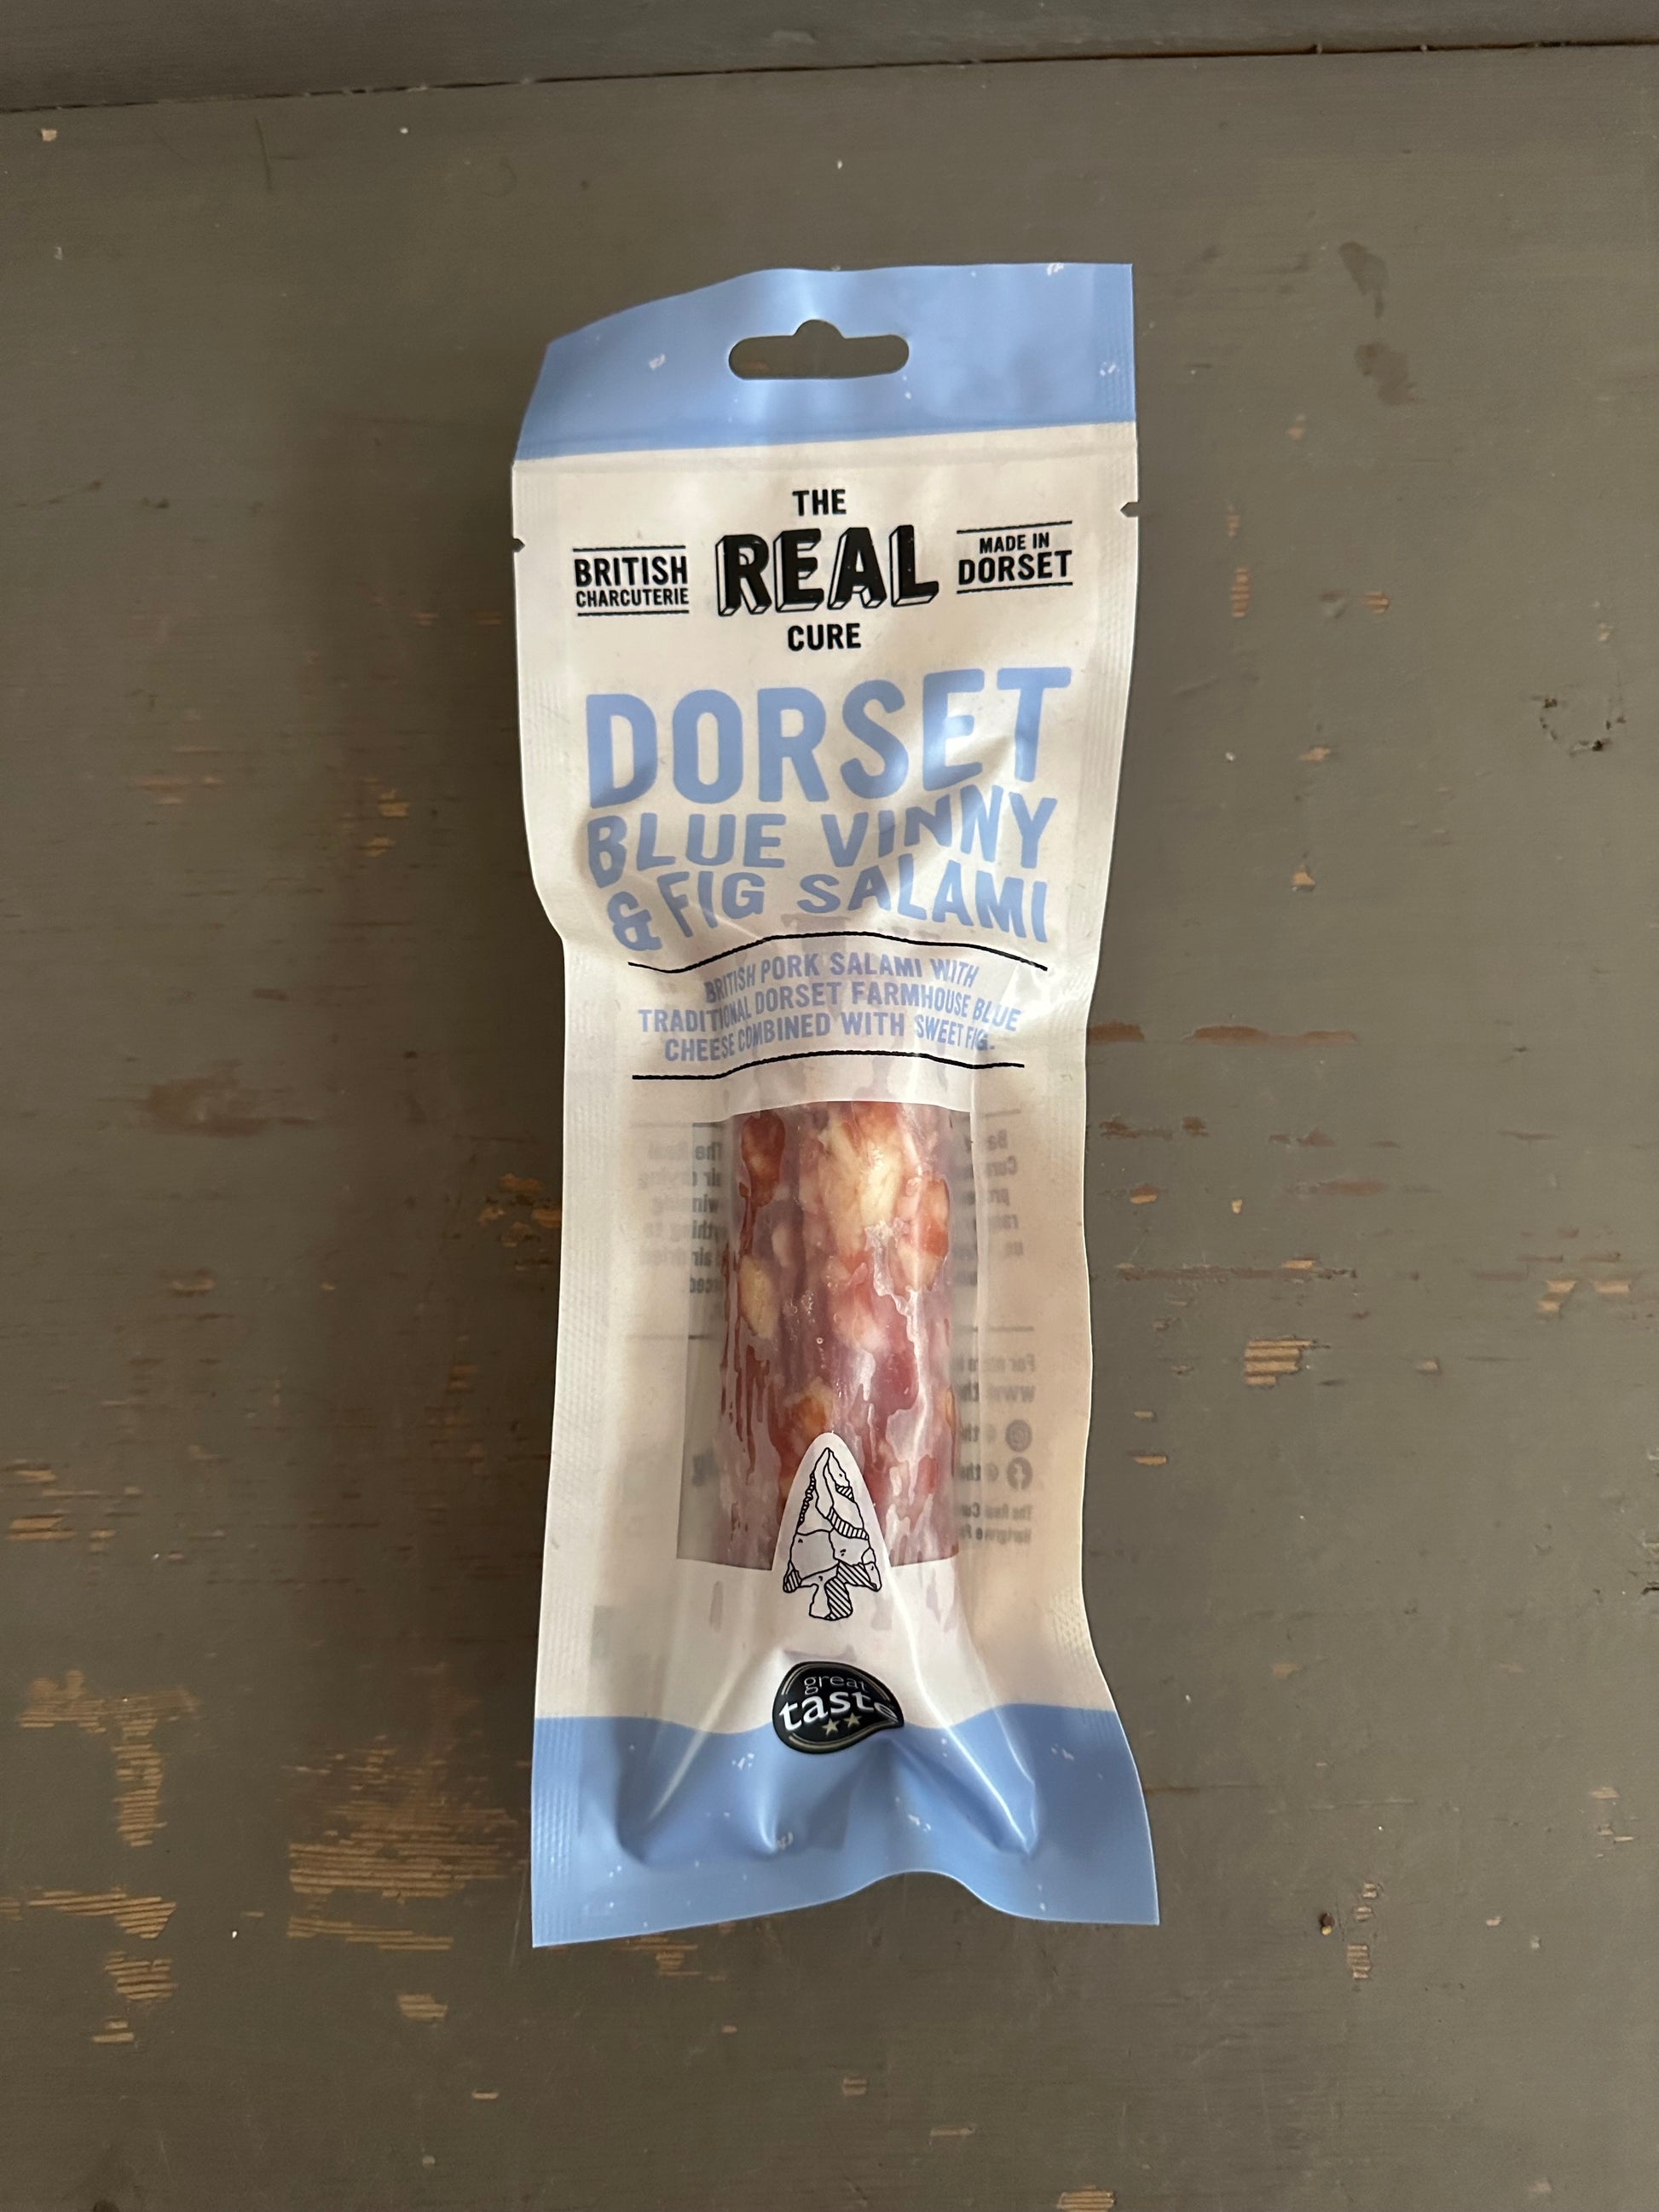 THE
BRITISH
CHARCUTERIE
REAL
MADE IN
DORSET
CURE
DORSET
BLUE VINNY
& FIG SALAMI
BRITISH PORK SALAMI WITH
TRADITIONAL DORSET FARMHOUSE BLUE
CHEESE COMBINED WITH SWEET FIG.
great
taste